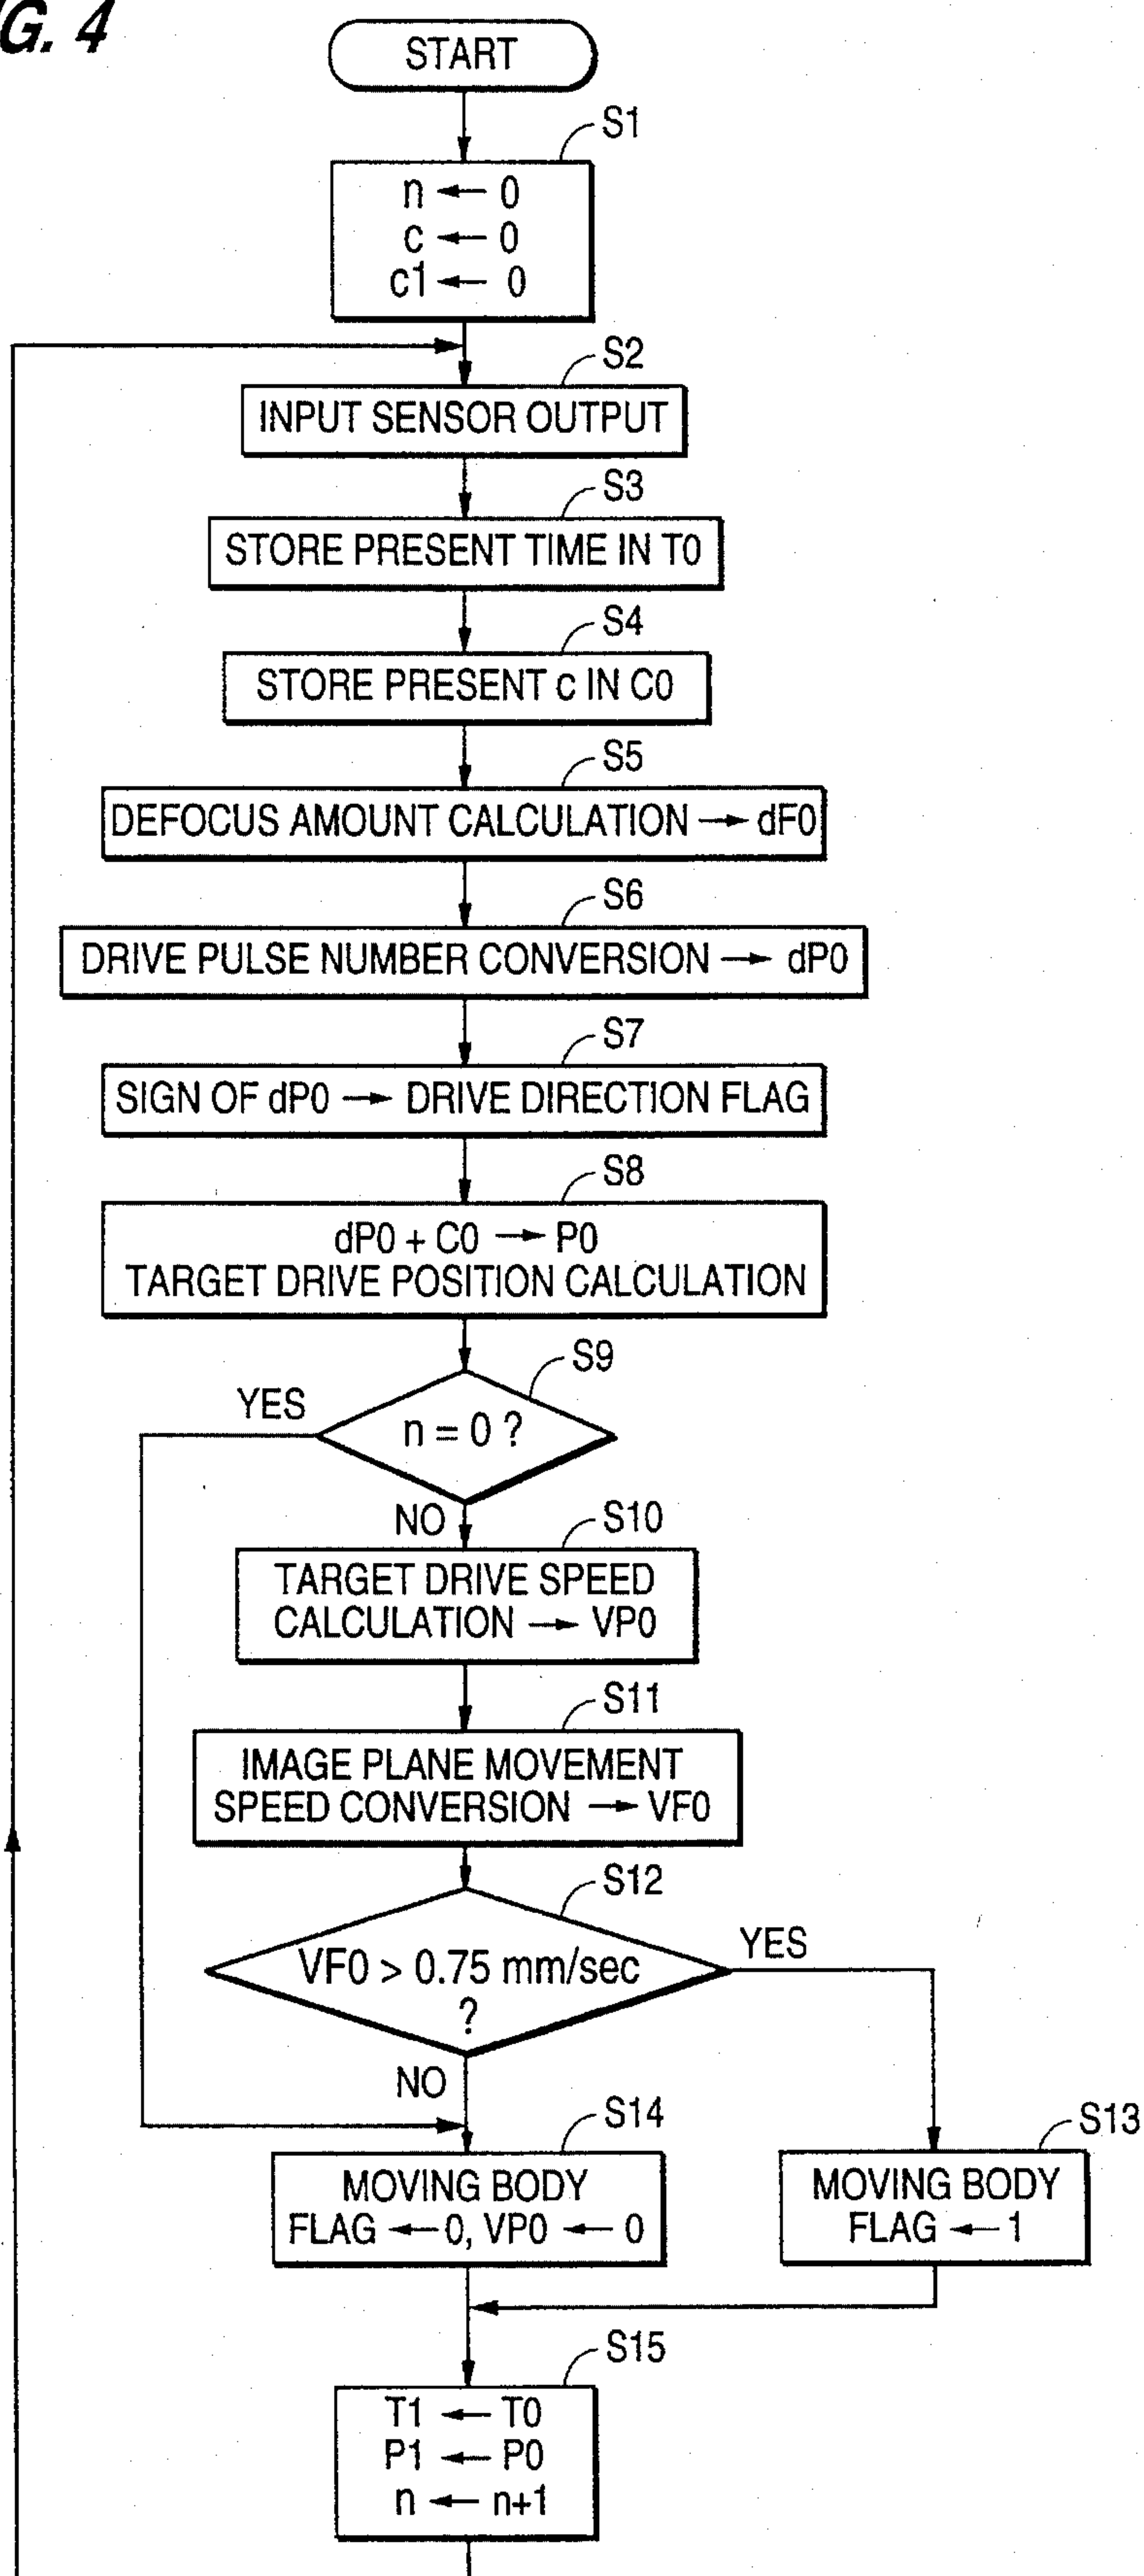 G. 4
START
S1
n ← 0
c ← 0
c1 ← 0
S2
INPUT SENSOR OUTPUT
S3
STORE PRESENT TIME IN T0
S4
STORE PRESENT c IN C0
S5
DEFOCUS AMOUNT CALCULATION → dF0
S6
DRIVE PULSE NUMBER CONVERSION → dP0
S7
SIGN OF dP0 → DRIVE DIRECTION FLAG
S8
dP0 + C0 → P0
TARGET DRIVE POSITION CALCULATION
S9
YES
n = 0 ?
NO
S10
TARGET DRIVE SPEED
CALCULATION → VP0
S11
IMAGE PLANE MOVEMENT
SPEED CONVERSION → VF0
S12
YES
VF0 > 0.75 mm/sec
?
NO
S14
S13
MOVING BODY
FLAG ← 0, VP0 ← 0
MOVING BODY
FLAG ← 1
S15
T1 ← T0
P1 ← P0
n ← n+1